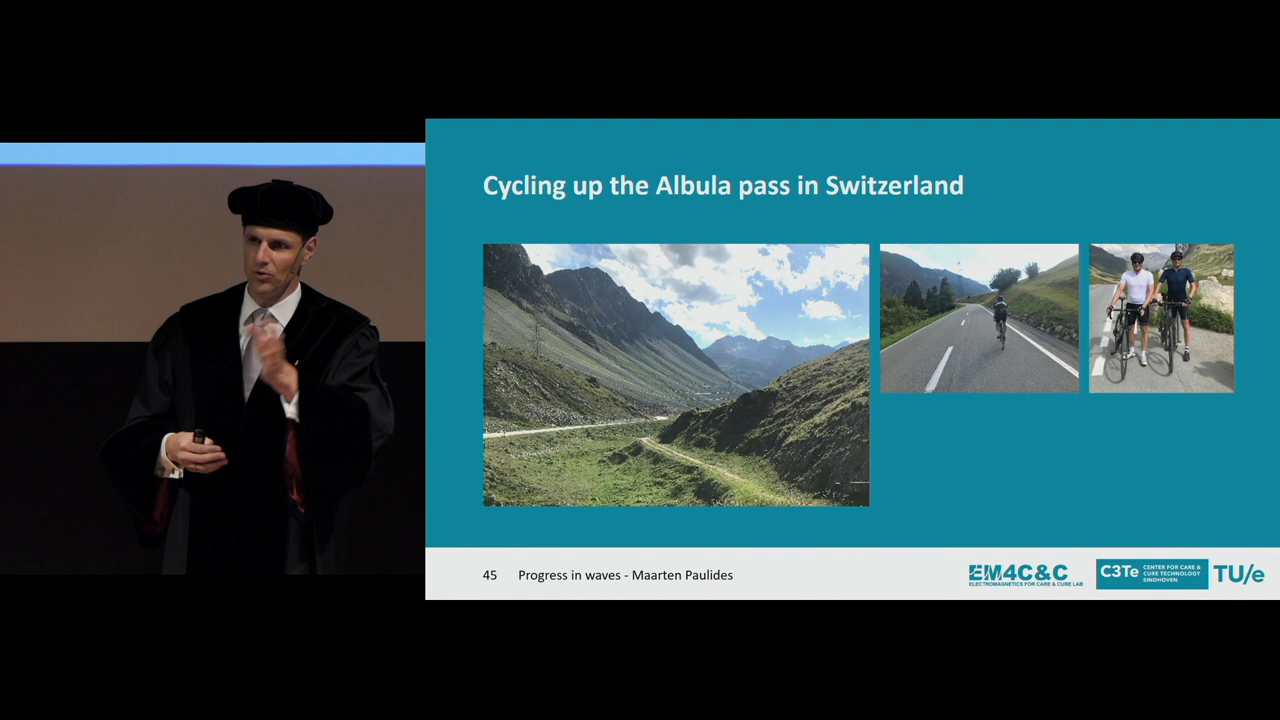 Cycling up the Albula pass in Switzerland
45 Progress in waves - Maarten Paulides
EM4C&C
ELECTROMAGNETICS FOR CARE & CURE LAB
C3Te
CENTER FOR CARE &
CURE TECHNOLOGY
EINDHOVEN
TU/e